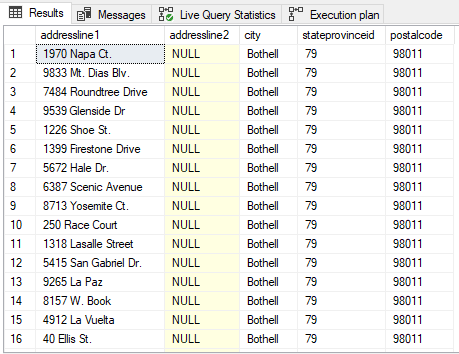 Results Messages Live Query Statistics Execution plan
addressline1 addressline2 city stateprovinceid postalcode
1 1970 Napa Ct. NULL Bothell 79 98011
2 9833 Mt. Dias Blv. NULL Bothell 79 98011
3 7484 Roundtree Drive NULL Bothell 79 98011
4 9539 Glenside Dr NULL Bothell 79 98011
5 1226 Shoe St. NULL Bothell 79 98011
6 1399 Firestone Drive NULL Bothell 79 98011
7 5672 Hale Dr. NULL Bothell 79 98011
8 6387 Scenic Avenue NULL Bothell 79 98011
9 8713 Yosemite Ct. NULL Bothell 79 98011
10 250 Race Court NULL Bothell 79 98011
11 1318 Lasalle Street NULL Bothell 79 98011
12 5415 San Gabriel Dr. NULL Bothell 79 98011
13 9265 La Paz NULL Bothell 79 98011
14 8157 W. Book NULL Bothell 79 98011
15 4912 La Vuelta NULL Bothell 79 98011
16 40 Ellis St. NULL Bothell 79 98011